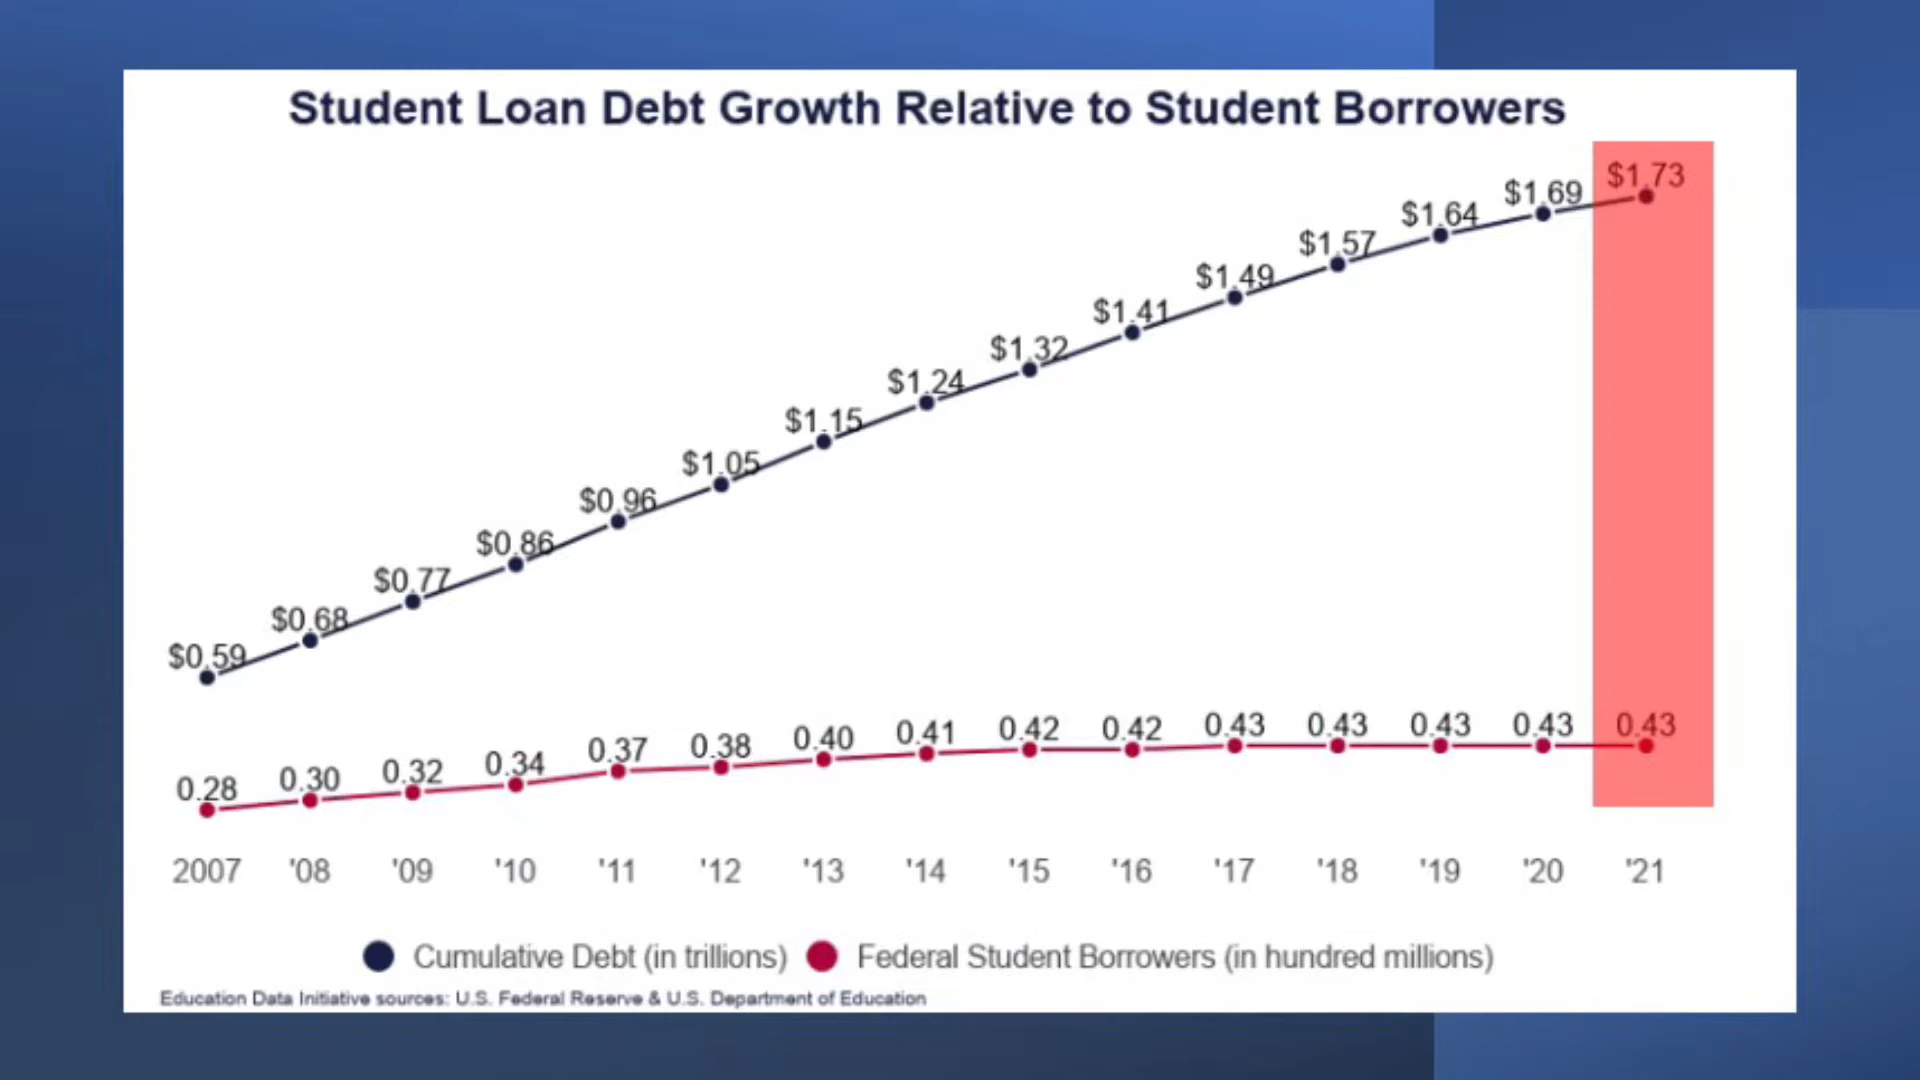 Student Loan Debt Growth Relative to Student Borrowers
$0.59 $0.68 $0.77 $0.86 $0.96 $1.05 $1.15 $1.24 $1.32 $1.41 $1.49 $1.57 $1.64 $1.69 $1.73
0.28 0.30 0.32 0.34 0.37 0.38 0.40 0.41 0.42 0.42 0.43 0.43 0.43 0.43 0.43
2007 '08 '09 '10 '11 '12 '13 '14 '15 '16 '17 '18 '19 '20 '21
Cumulative Debt (in trillions) Federal Student Borrowers (in hundred millions)
Education Data Initiative sources: U.S. Federal Reserve & U.S. Department of Education